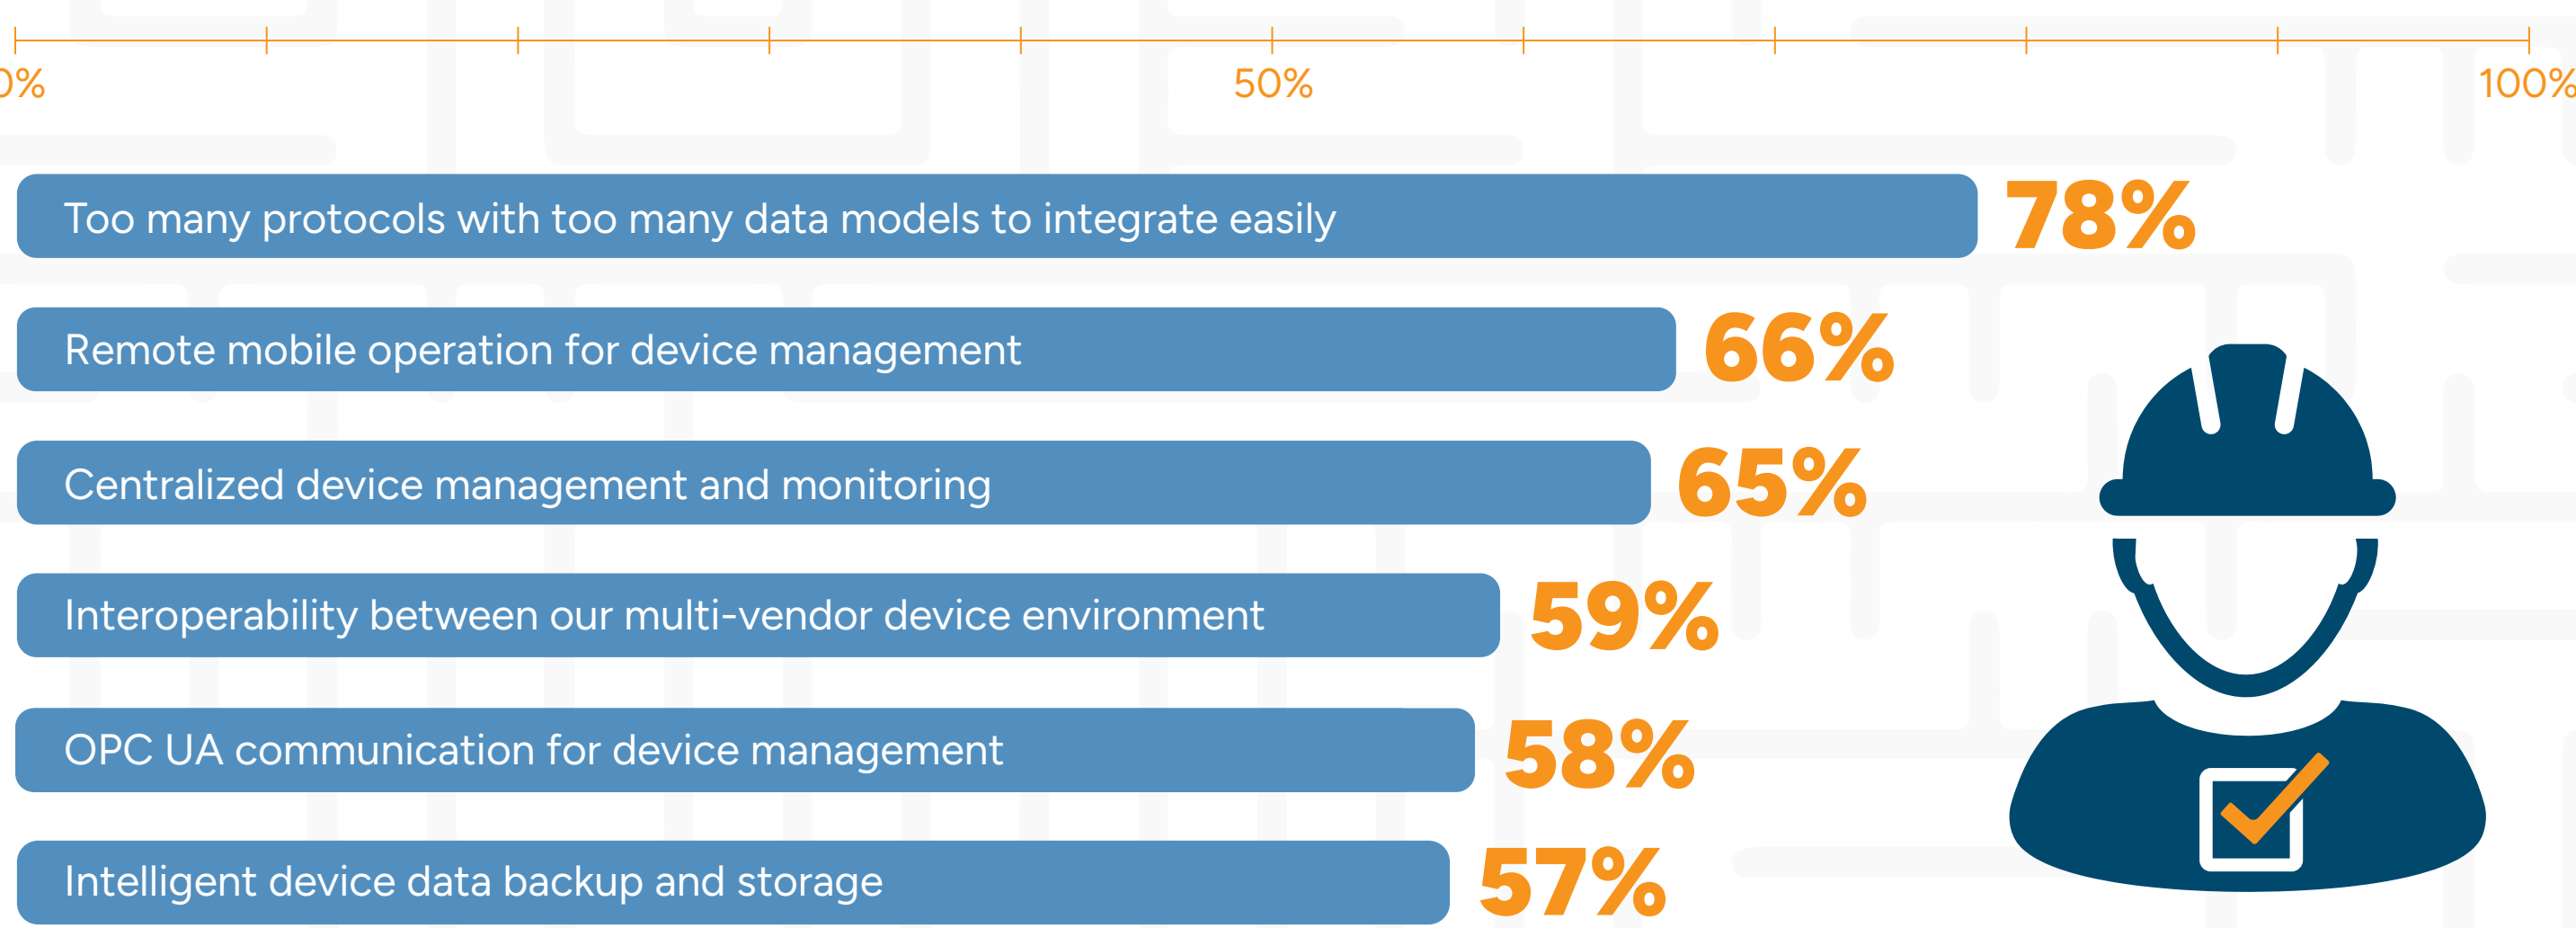 0%
50%
100%
Too many protocols with too many data models to integrate easily
78%
Remote mobile operation for device management
66%
Centralized device management and monitoring
65%
Interoperability between our multi-vendor device environment
59%
OPC UA communication for device management
58%
Intelligent device data backup and storage
57%